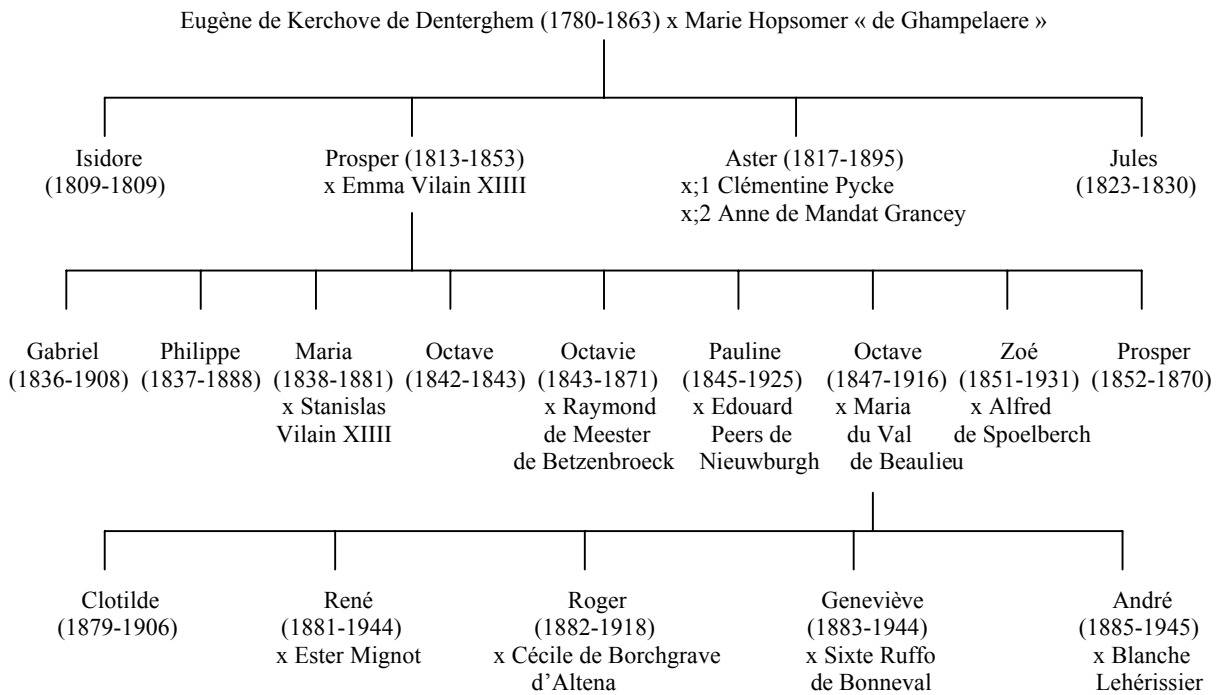 Eugène de Kerchove de Denterghem (1780-1863) x Marie Hopsomer « de Ghampelaere »
Isidore
(1809-1809)
Prosper (1813-1853)
x Emma Vilain XIIII
Aster (1817-1895)
x;1 Clémentine Pycke
x;2 Anne de Mandat Grancey
Jules
(1823-1830)
Gabriel
(1836-1908)
Philippe
(1837-1888)
Maria
(1838-1881)
x Stanislas
Vilain XIIII
Octave
(1842-1843)
Octavie
(1843-1871)
x Raymond
de Meester
de Betzenbroeck
Pauline
(1845-1925)
x Edouard
Peers de
Nieuwburgh
Octave
(1847-1916)
x Maria
du Val
de Beaulieu
Zoé
(1851-1931)
x Alfred
de Spoelberch
Prosper
(1852-1870)
Clotilde
(1879-1906)
René
(1881-1944)
x Ester Mignot
Roger
(1882-1918)
x Cécile de Borchgrave
d'Altena
Geneviève
(1883-1944)
x Sixte Ruffo
de Bonneval
André
(1885-1945)
x Blanche
Lehérissier